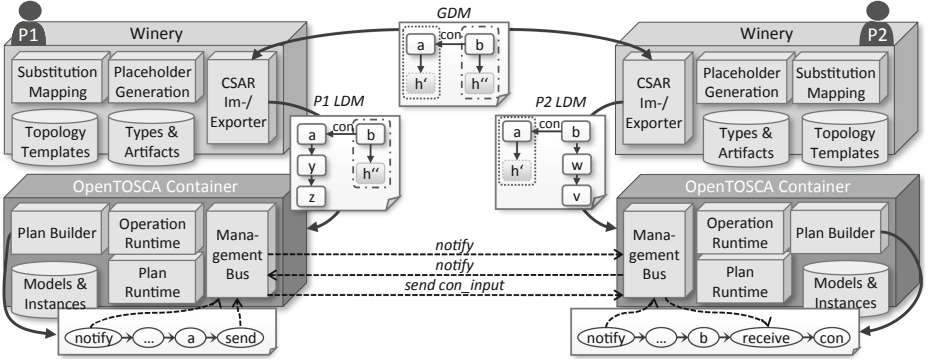 P1
Winery
GDM
Winery
P2
a
con
b
h‘
h‘‘
Substitution
Mapping
Placeholder
Generation
CSAR
Im-/
Exporter
Topology
Templates
Types &
Artifacts
P1 LDM
a
con
b
y
h‘‘
z
P2 LDM
a
con
b
h‘
w
v
CSAR
Im-/
Exporter
Placeholder
Generation
Substitution
Mapping
Types &
Artifacts
Topology
Templates
OpenTOSCA Container
Plan Builder
Operation
Runtime
Mana-
gement
Bus
Models &
Instances
Plan
Runtime
notify
notify
send con_input
OpenTOSCA Container
Mana-
gement
Bus
Operation
Runtime
Plan Builder
Plan
Runtime
Models &
Instances
notify
...
a
send
notify
...
b
receive
con